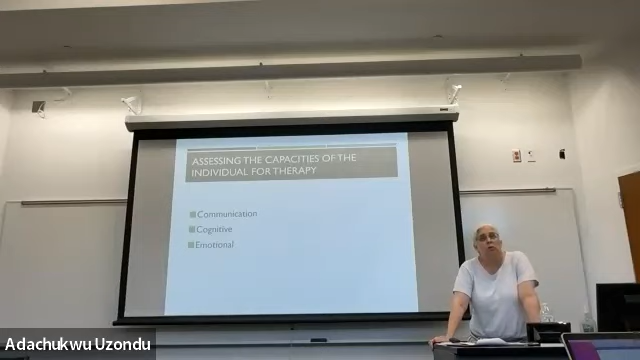 ASSESSING THE CAPACITIES OF THE
INDIVIDUAL FOR THERAPY
Communication
Cognitive
Emotional
Adachukwu Uzondu